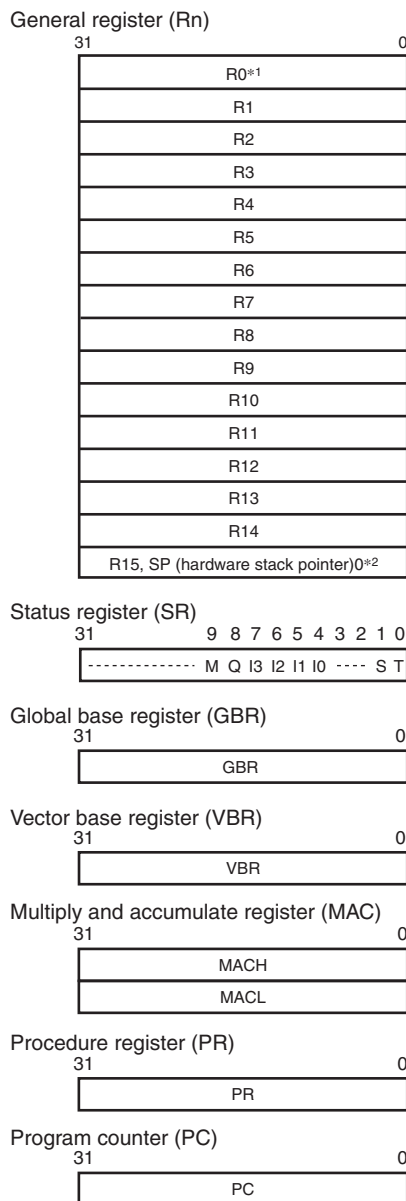 General register (Rn)
31 0
R0*1
R1
R2
R3
R4
R5
R6
R7
R8
R9
R10
R11
R12
R13
R14
R15, SP (hardware stack pointer)0*2
Status register (SR)
31 9 8 7 6 5 4 3 2 1 0
------------- M Q I3 I2 I1 I0 ---- S T
Global base register (GBR)
31 0
GBR
Vector base register (VBR)
31 0
VBR
Multiply and accumulate register (MAC)
31 0
MACH
MACL
Procedure register (PR)
31 0
PR
Program counter (PC)
31 0
PC